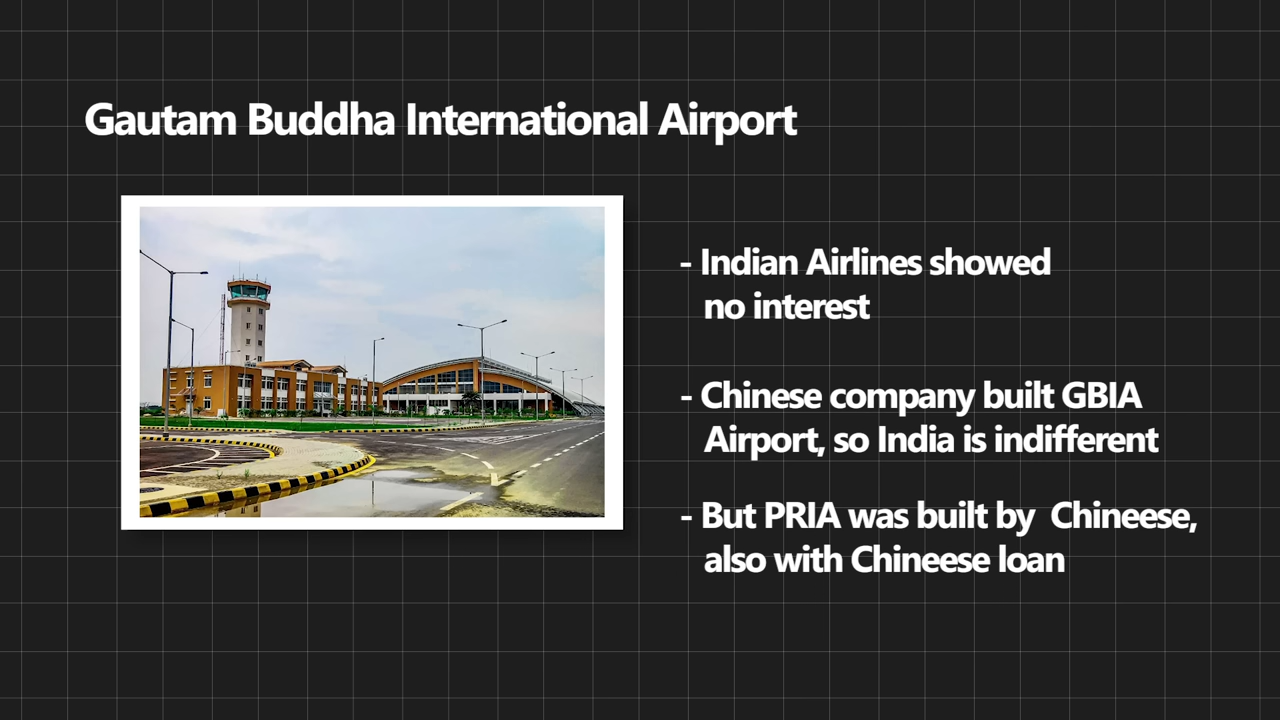 Gautam Buddha International Airport
- Indian Airlines showed
no interest
- Chinese company built GBIA
Airport, so India is indifferent
- But PRIA was built by  Chineese,
also with Chineese loan